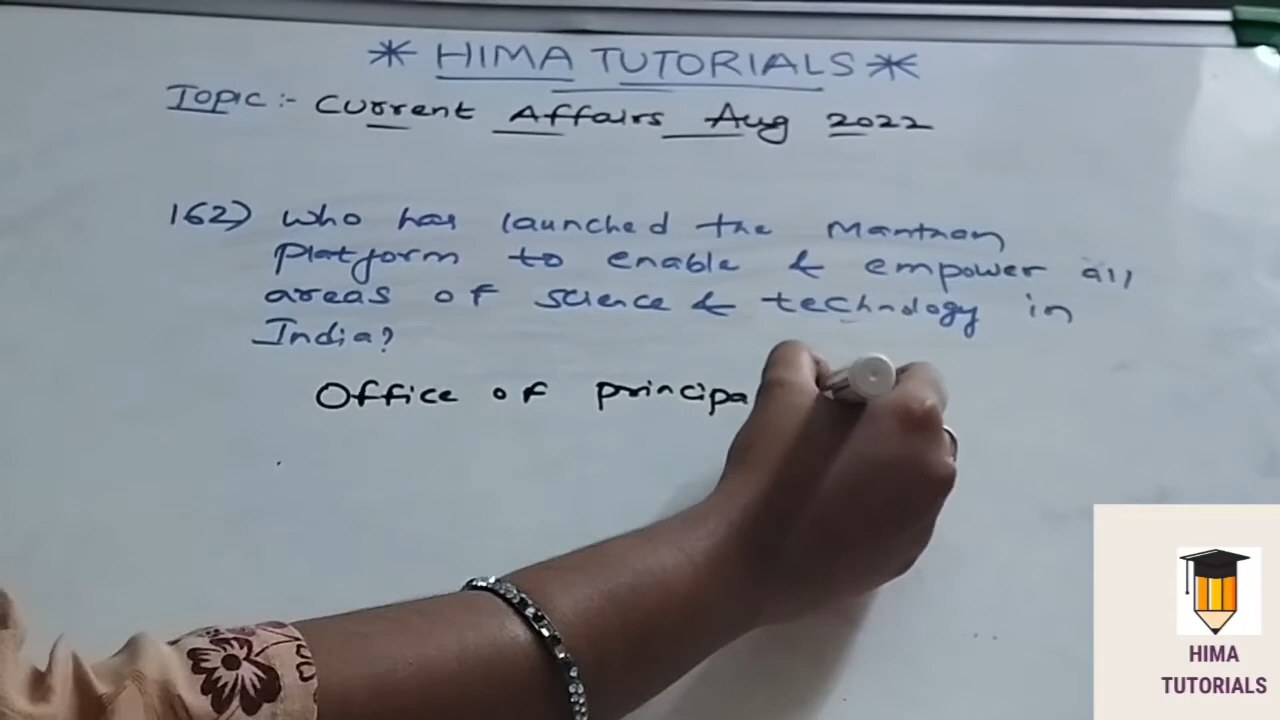 * HIMA TUTORIALS *
Topic:- Current Affairs Aug 2022
162) Who has launched the Manthan
Platform to enable & empower all
areas of science & technology in
India?
Office of principa
HIMA
TUTORIALS